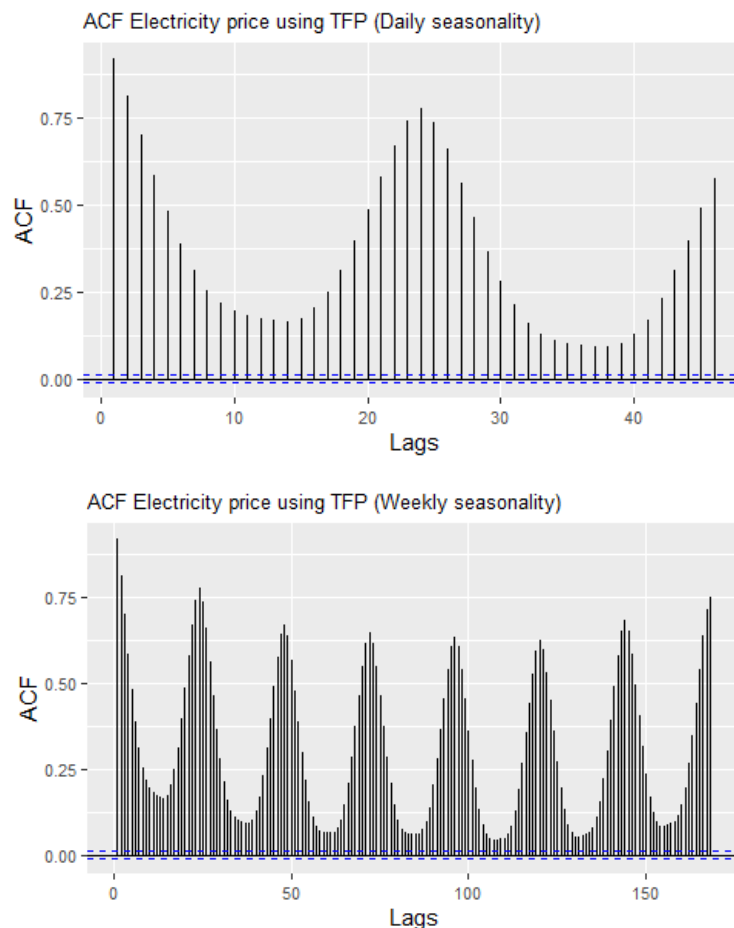 ACF Electricity price using TFP (Daily seasonality)
0.75
0.50
0.25
0.00
ACF
0 10 20 30 40
Lags
ACF Electricity price using TFP (Weekly seasonality)
0.75
0.50
0.25
0.00
ACF
0 50 100 150
Lags